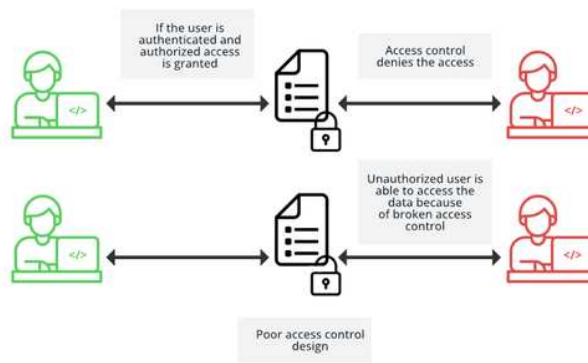 If the user is
authenticated and
authorized access
is granted
Access control
denies the access
</>
</>
Unauthorized user is
able to access the
data because
of broken access
control
</>
</>
Poor access control
design